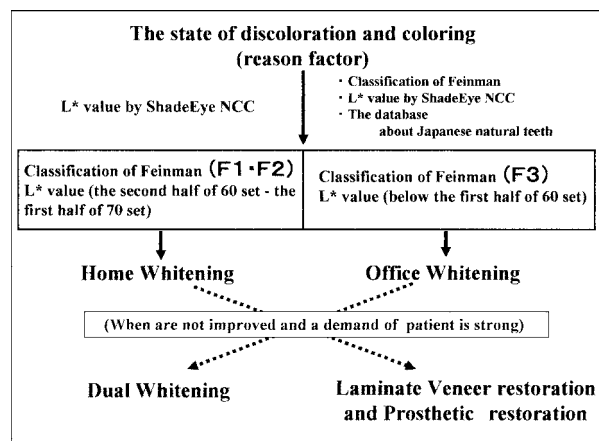 The state of discoloration and coloring
(reason factor)
L* value by ShadeEye NCC
・Classification of Feinman
・L* value by ShadeEye NCC
・The database
about Japanese natural teeth
Classification of Feinman (F1・F2)
L* value (the second half of 60 set - the
first half of 70 set)
Classification of Feinman (F3)
L* value (below the first half of 60 set)
Home Whitening
Office Whitening
(When are not improved and a demand of patient is strong)
Dual Whitening
Laminate Veneer restoration
and Prosthetic restoration